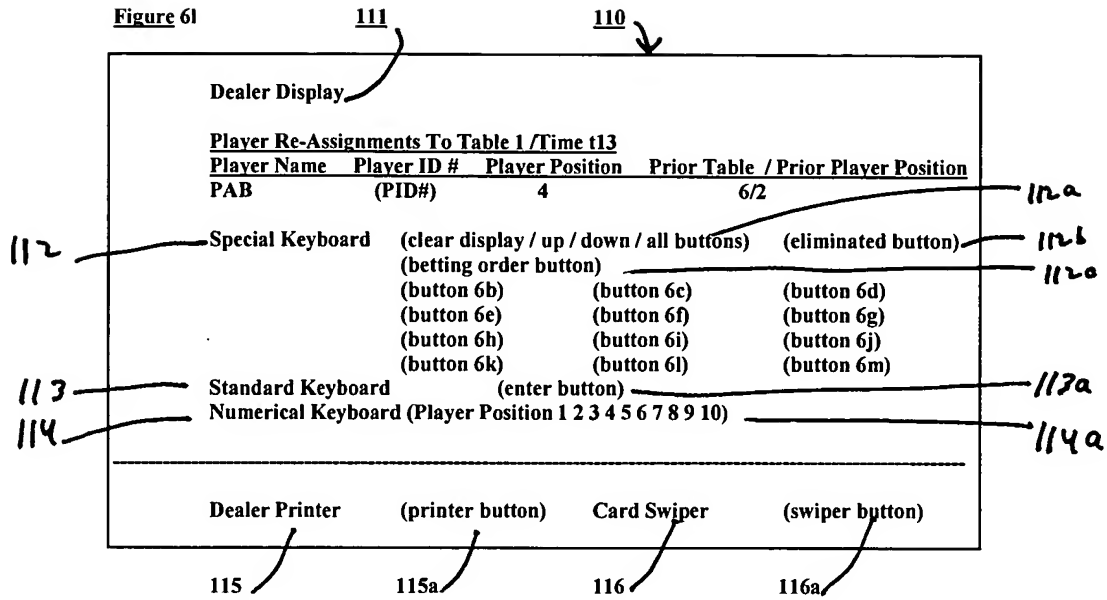 Figure 6l 111 110
Dealer Display
Player Re-Assignments To Table 1 /Time t13
Player Name Player ID # Player Position Prior Table / Prior Player Position
PAB (PID#) 4 6/2
112a
112 Special Keyboard (clear display / up / down / all buttons) (eliminated button) 112b
(betting order button) 112c
(button 6b) (button 6c) (button 6d)
(button 6e) (button 6f) (button 6g)
(button 6h) (button 6i) (button 6j)
(button 6k) (button 6l) (button 6m)
113 Standard Keyboard (enter button) 113a
114 Numerical Keyboard (Player Position 1 2 3 4 5 6 7 8 9 10) 114a
Dealer Printer (printer button) Card Swiper (swiper button)
115 115a 116 116a